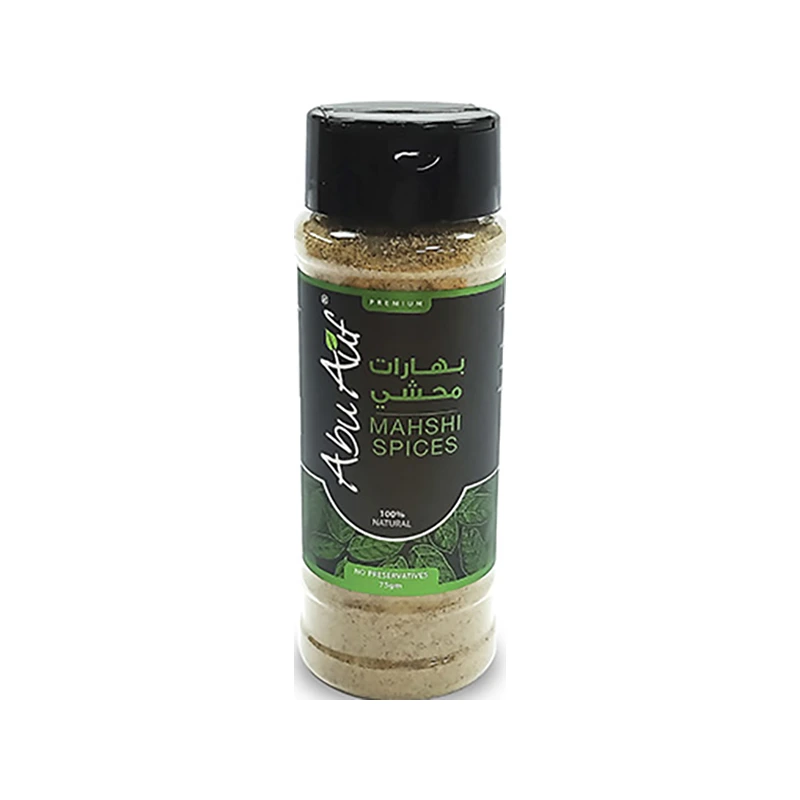 PREMIUM
Abu Auf®
بهارات
محشي
MAHSHI
SPICES
100%
NATURAL
NO PRESERVATIVES
75gm